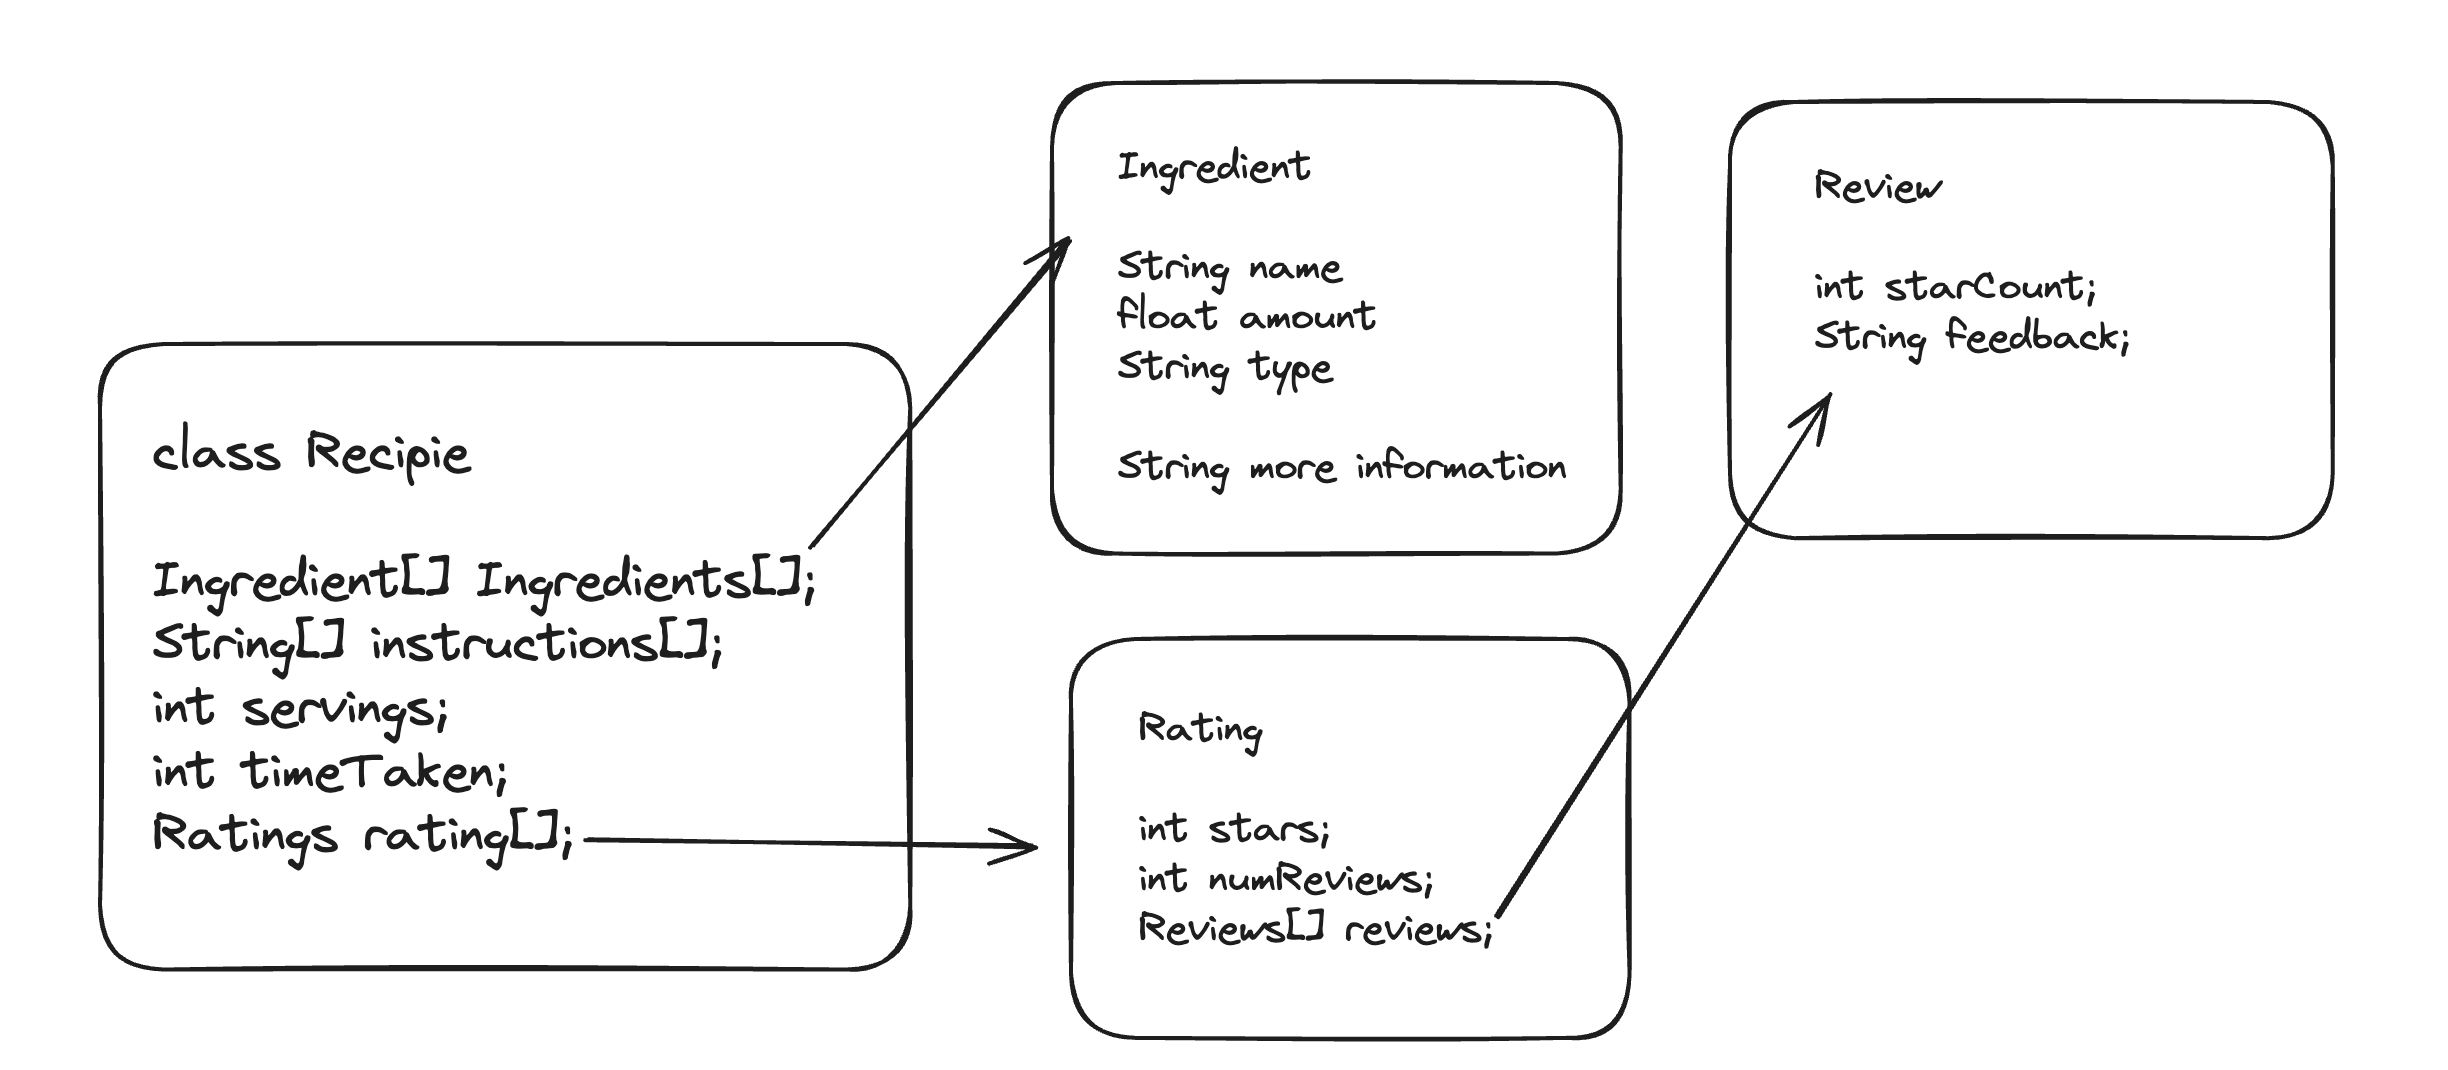 class Recipie
Ingredient[] Ingredients[];
String[] instructions[];
int servings;
int timeTaken;
Ratings rating[];
Ingredient
String name
float amount
String type
String more information
Rating
int stars;
int numReviews;
Reviews[] reviews;
Review
int starCount;
String feedback;